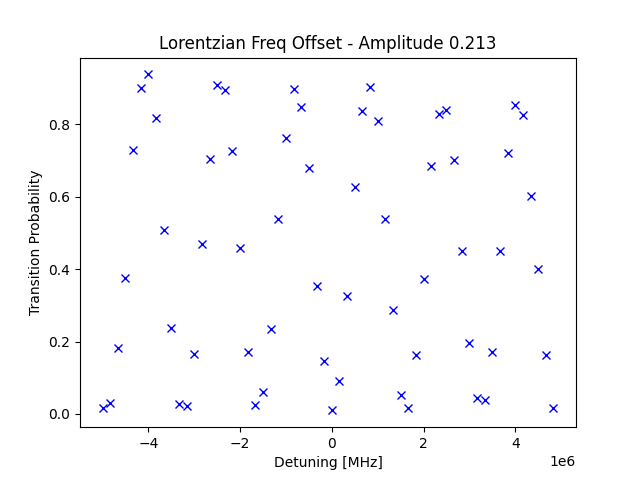 Lorentzian Freq Offset - Amplitude 0.213
Transition Probability
0.8
0.6
0.4
0.2
0.0
−4
−2
0
2
4
1e6
Detuning [MHz]